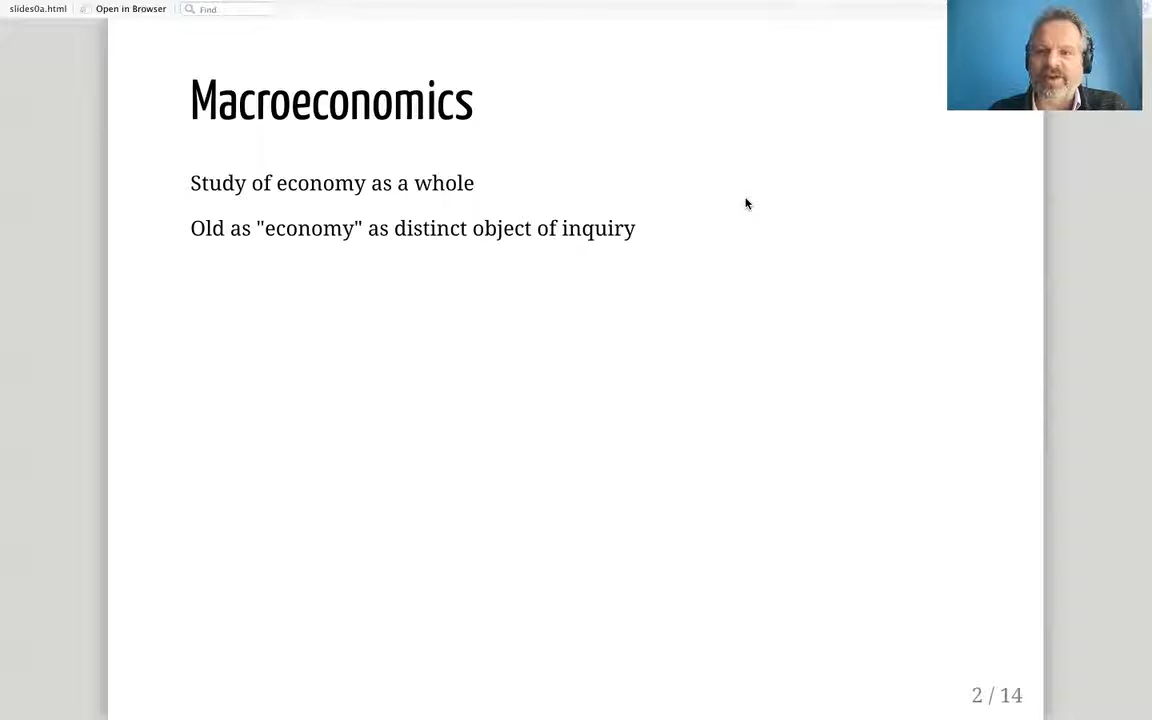 slides0a.html Open in Browser Find
Macroeconomics
Study of economy as a whole
Old as "economy" as distinct object of inquiry
2 / 14